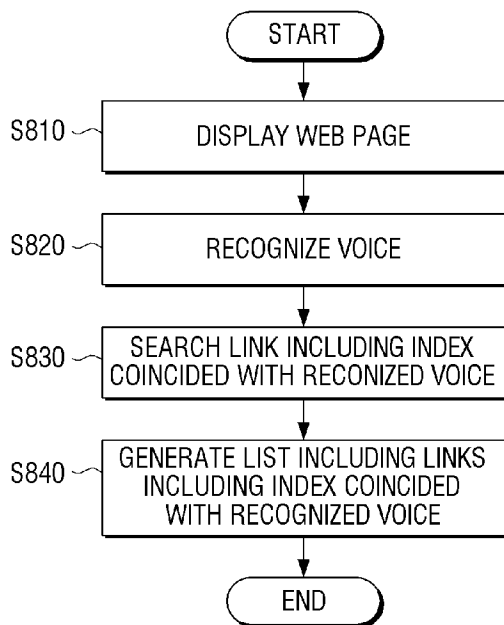 START
S810
DISPLAY WEB PAGE
S820
RECOGNIZE VOICE
S830
SEARCH LINK INCLUDING INDEX
COINCIDED WITH RECONIZED VOICE
S840
GENERATE LIST INCLUDING LINKS
INCLUDING INDEX COINCIDED
WITH RECOGNIZED VOICE
END